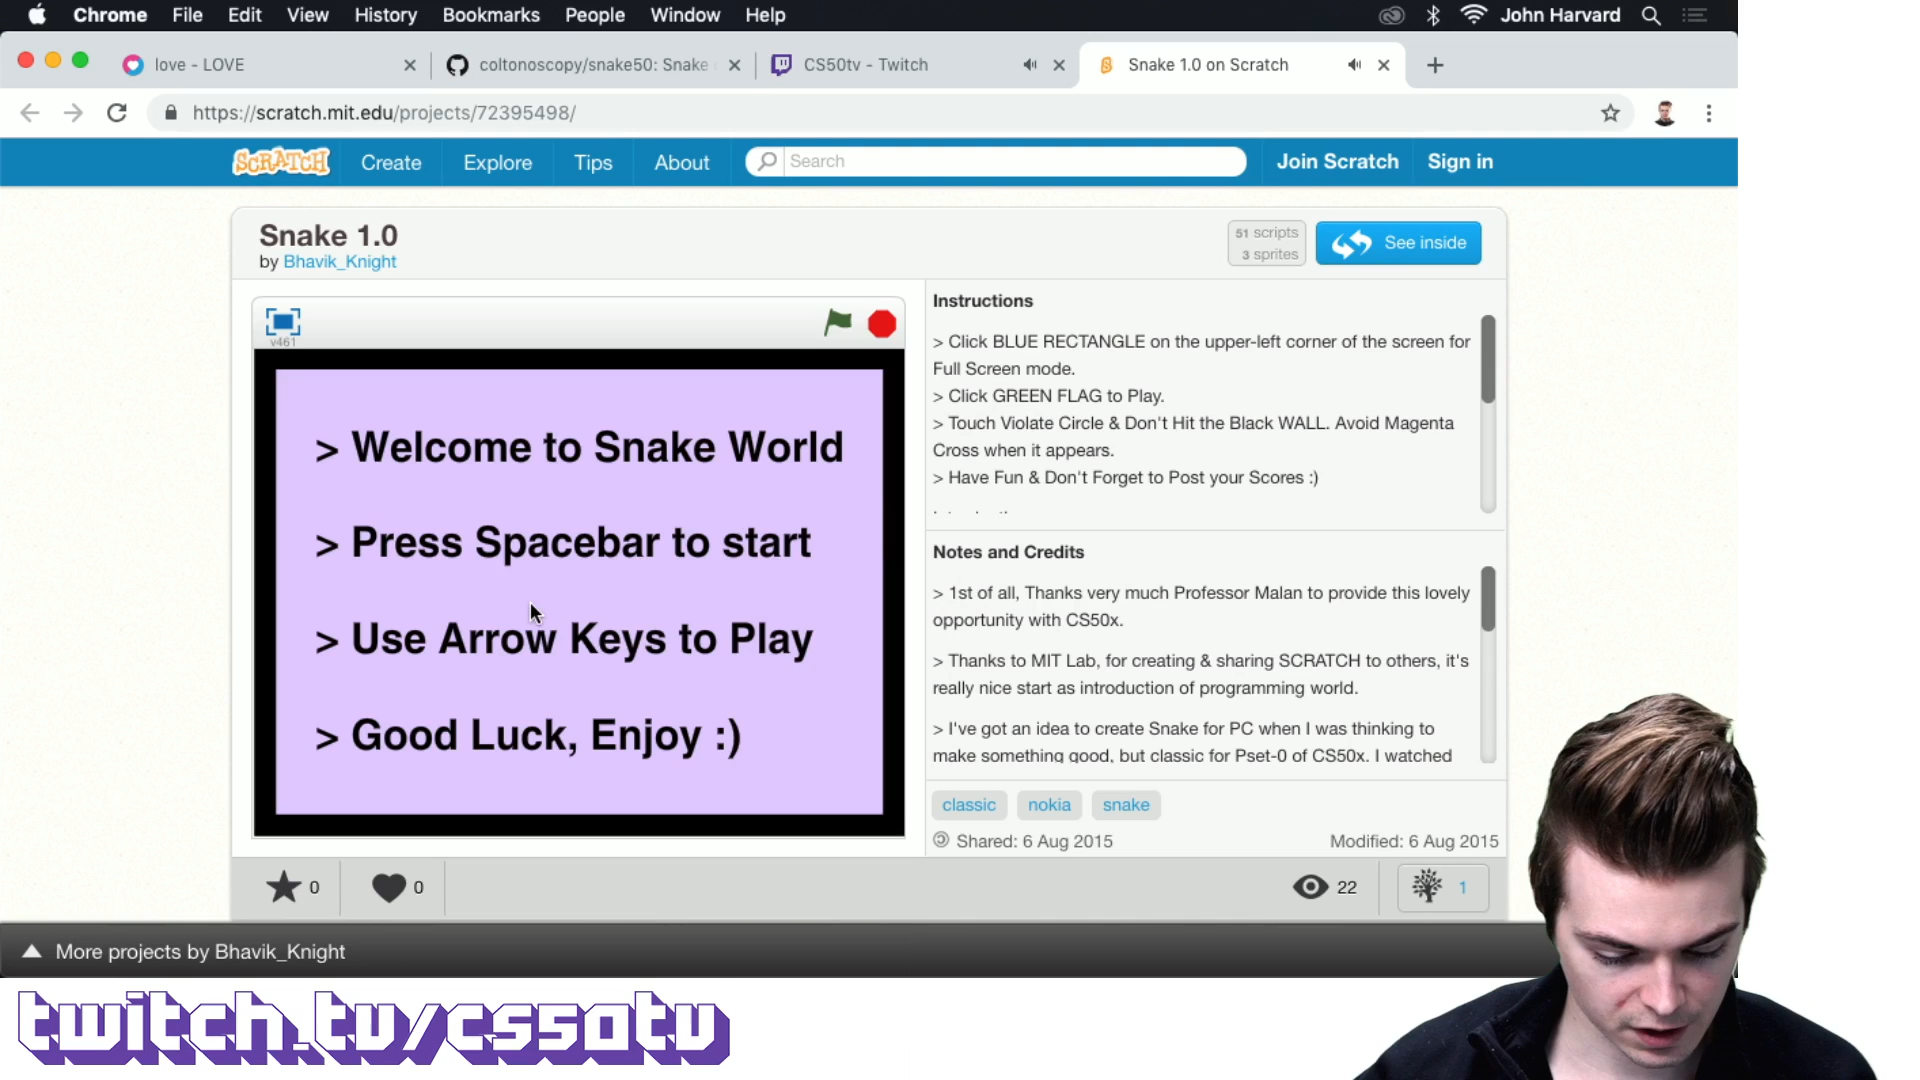 Chrome File Edit View History Bookmarks People Window Help John Harvard
love - LOVE coltonoscopy/snake50: Snake CS50tv - Twitch Snake 1.0 on Scratch
https://scratch.mit.edu/projects/72395498/
SCRATCH Create Explore Tips About Search Join Scratch Sign in
Snake 1.0
by Bhavik_Knight
51 scripts
3 sprites
See inside
v461
> Welcome to Snake World
> Press Spacebar to start
> Use Arrow Keys to Play
> Good Luck, Enjoy :)
Instructions
> Click BLUE RECTANGLE on the upper-left corner of the screen for
Full Screen mode.
> Click GREEN FLAG to Play.
> Touch Violate Circle & Don't Hit the Black WALL. Avoid Magenta
Cross when it appears.
> Have Fun & Don't Forget to Post your Scores :)
Notes and Credits
> 1st of all, Thanks very much Professor Malan to provide this lovely
opportunity with CS50x.
> Thanks to MIT Lab, for creating & sharing SCRATCH to others, it's
really nice start as introduction of programming world.
> I've got an idea to create Snake for PC when I was thinking to
make something good, but classic for Pset-0 of CS50x. I watched
classic nokia snake
Shared: 6 Aug 2015 Modified: 6 Aug 2015
0 0 22 1
More projects by Bhavik_Knight
twitch.tv/cs50tv